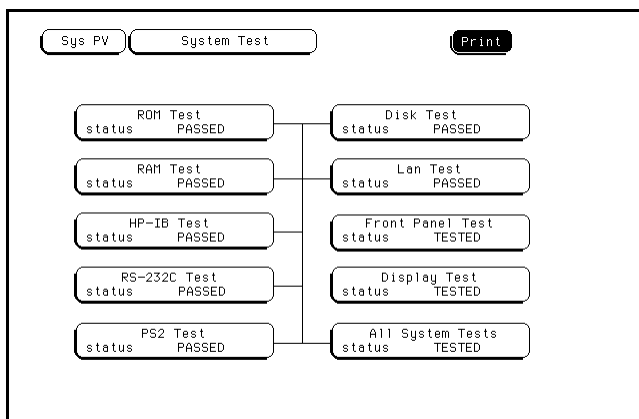 Sys PV System Test Print
ROM Test
status PASSED
Disk Test
status PASSED
RAM Test
status PASSED
Lan Test
status PASSED
HP-IB Test
status PASSED
Front Panel Test
status TESTED
RS-232C Test
status PASSED
Display Test
status TESTED
PS2 Test
status PASSED
All System Tests
status TESTED